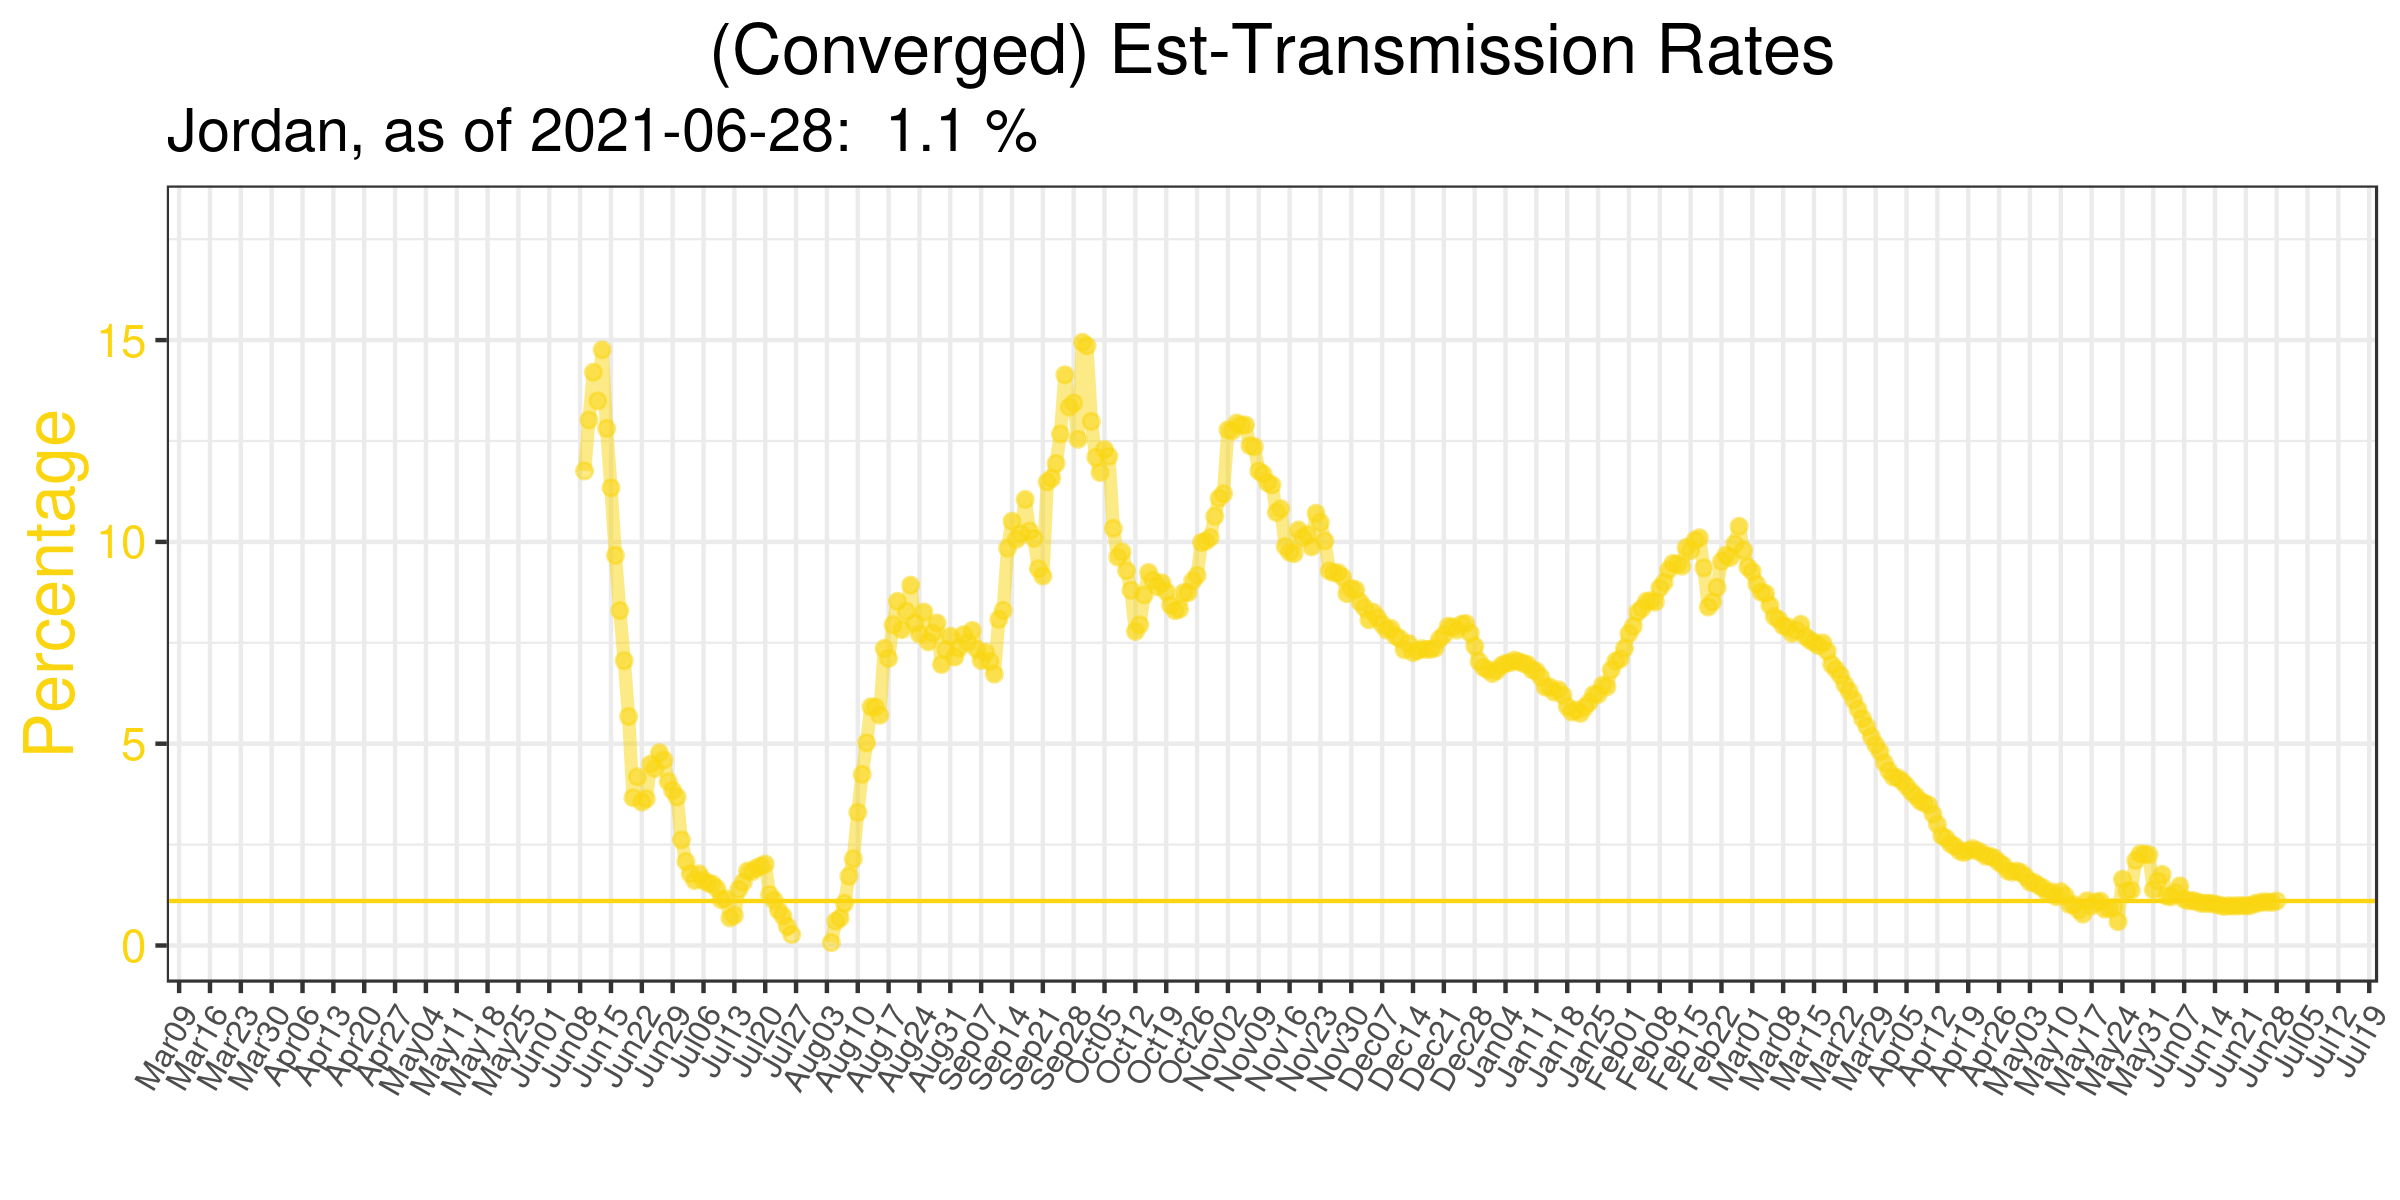 (Converged) Est-Transmission Rates
Jordan, as of 2021-06-28: 1.1 %
Percentage
15
10
5
0
Mar09
Mar16
Mar23
Mar30
Apr06
Apr13
Apr20
Apr27
May04
May11
May18
May25
Jun01
Jun08
Jun15
Jun22
Jun29
Jul06
Jul13
Jul20
Jul27
Aug03
Aug10
Aug17
Aug24
Aug31
Sep07
Sep14
Sep21
Sep28
Oct05
Oct12
Oct19
Oct26
Nov02
Nov09
Nov16
Nov23
Nov30
Dec07
Dec14
Dec21
Dec28
Jan04
Jan11
Jan18
Jan25
Feb01
Feb08
Feb15
Feb22
Mar01
Mar08
Mar15
Mar22
Mar29
Apr05
Apr12
Apr19
Apr26
May03
May10
May17
May24
May31
Jun07
Jun14
Jun21
Jun28
Jul05
Jul12
Jul19